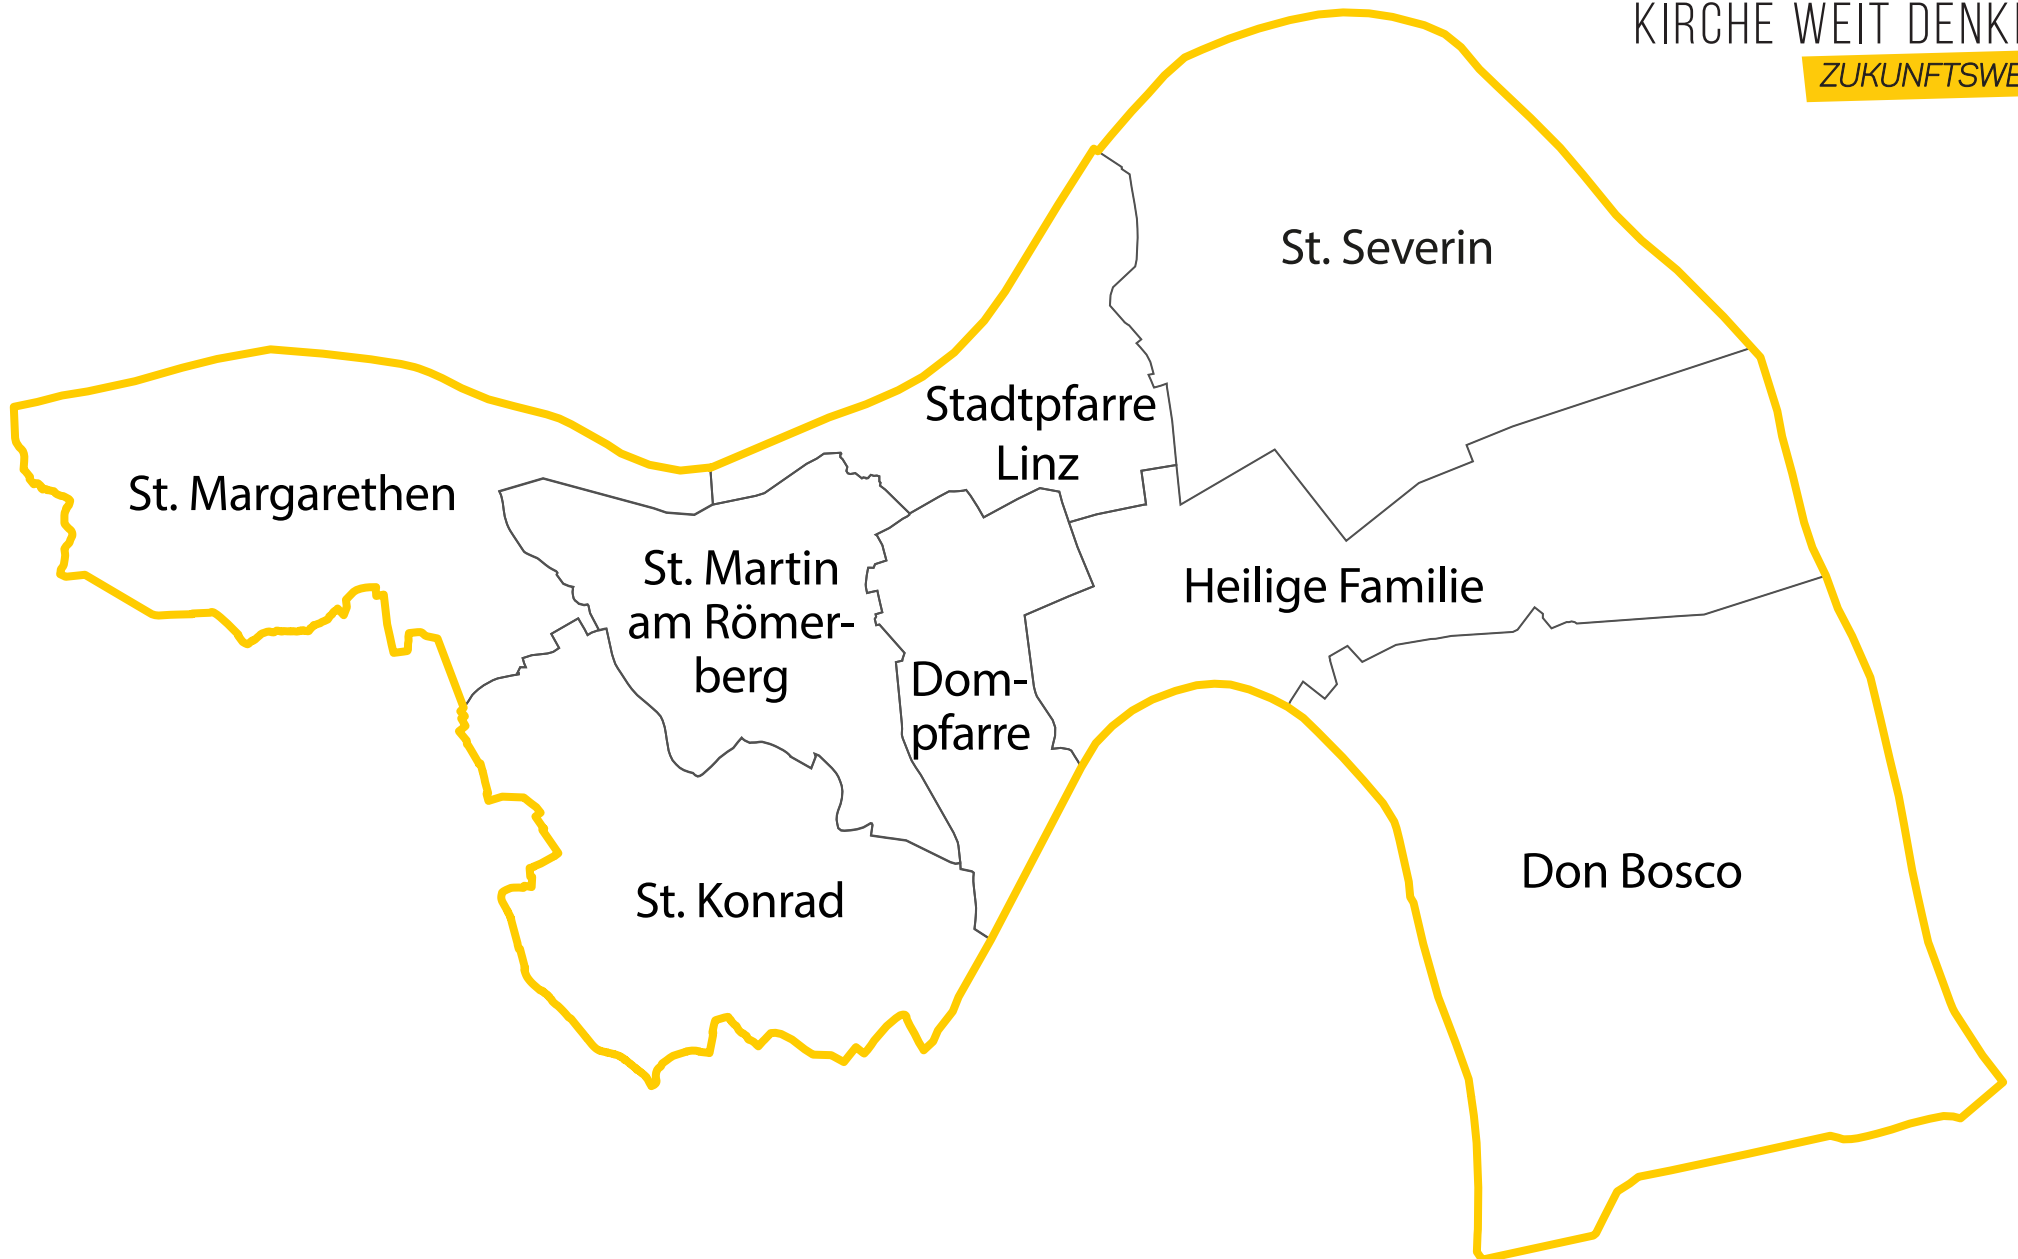 KIRCHE WEIT
ZUKUNFTSWE
St. Severin
Stadtpfarre
Linz
St. Margarethen
St. Martin
am Römer-
berg
Heilige Familie
Dom-
pfarre
Don Bosco
St. Konrad